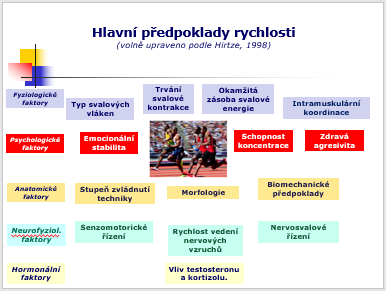 Hlavní předpoklady rychlosti
(volně upraveno podle Hirtze, 1998)
Fyziologické
faktory
Typ svalových
vláken
Trvání
svalové
kontrakce
Okamžitá
zásoba svalové
energie
Intramuskulární
koordinace
Psychologické
faktory
Emocionální
stabilita
Schopnost
koncentrace
Zdravá
agresivita
Anatomické
faktory
Stupeň zvládnutí
techniky
Morfologie
Biomechanické
předpoklady
Neurofyziol.
faktory
Senzomotorické
řízení
Rychlost vedení
nervových
vzruchů
Nervosvalové
řízení
Hormonální
faktory
Vliv testosteronu
a kortizolu.